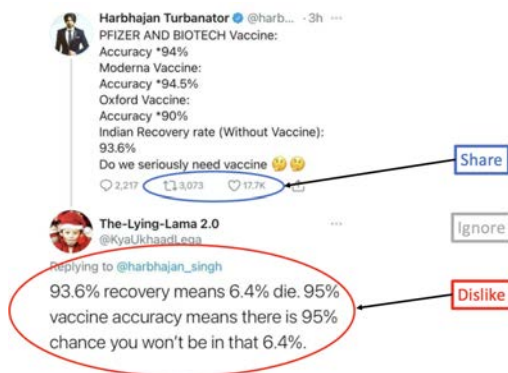 Harbhajan Turbanator @harb... · 3h ...
PFIZER AND BIOTECH Vaccine:
Accuracy *94%
Moderna Vaccine:
Accuracy *94.5%
Oxford Vaccine:
Accuracy *90%
Indian Recovery rate (Without Vaccine):
93.6%
Do we seriously need vaccine 🤔 🤔
2,217 3,073 17.7K
Share
The-Lying-Lama 2.0 ...
@KyaUkhaadLega
Ignore
Replying to @harbhajan_singh
93.6% recovery means 6.4% die. 95%
vaccine accuracy means there is 95%
chance you won't be in that 6.4%.
Dislike